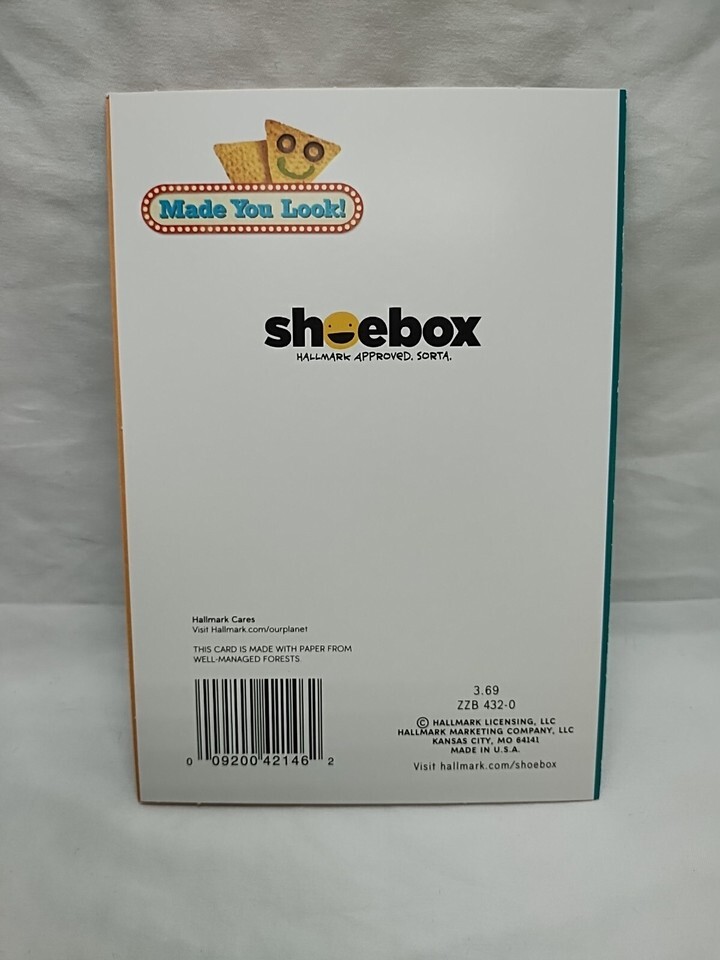 Made You Look!
shoebox
HALLMARK APPROVED. SORTA.
Hallmark Cares
Visit Hallmark.com/ourplanet
THIS CARD IS MADE WITH PAPER FROM
WELL-MANAGED FORESTS
0 09200 42146 2
3.69
ZZB 432-0
© HALLMARK LICENSING, LLC
HALLMARK MARKETING COMPANY, LLC
KANSAS CITY, MO 64141
MADE IN U.S.A.
Visit hallmark.com/shoebox